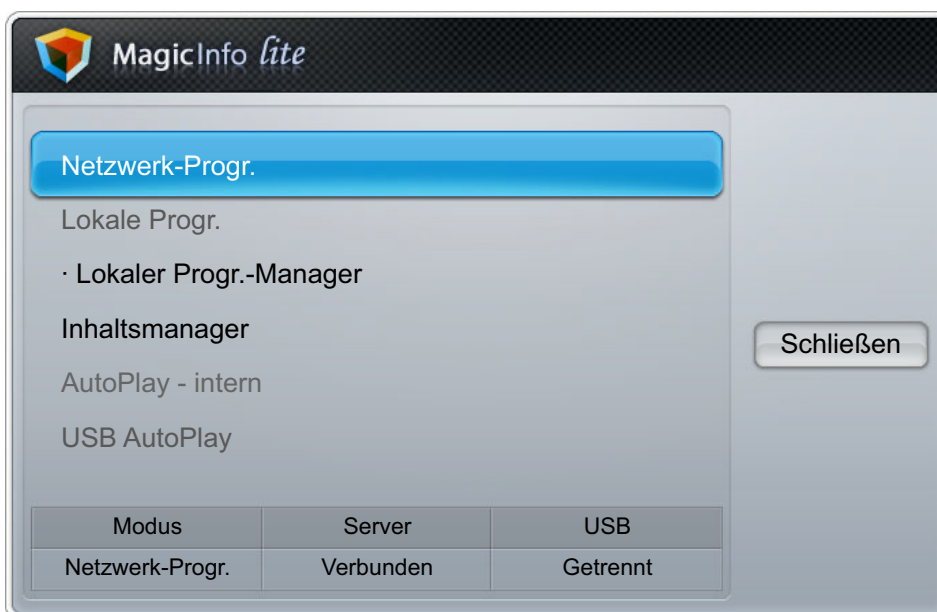 MagicInfo lite
Netzwerk-Progr.
Lokale Progr.
· Lokaler Progr.-Manager
Inhaltsmanager
AutoPlay - intern
USB AutoPlay
Schließen
Modus Server USB
Netzwerk-Progr. Verbunden Getrennt